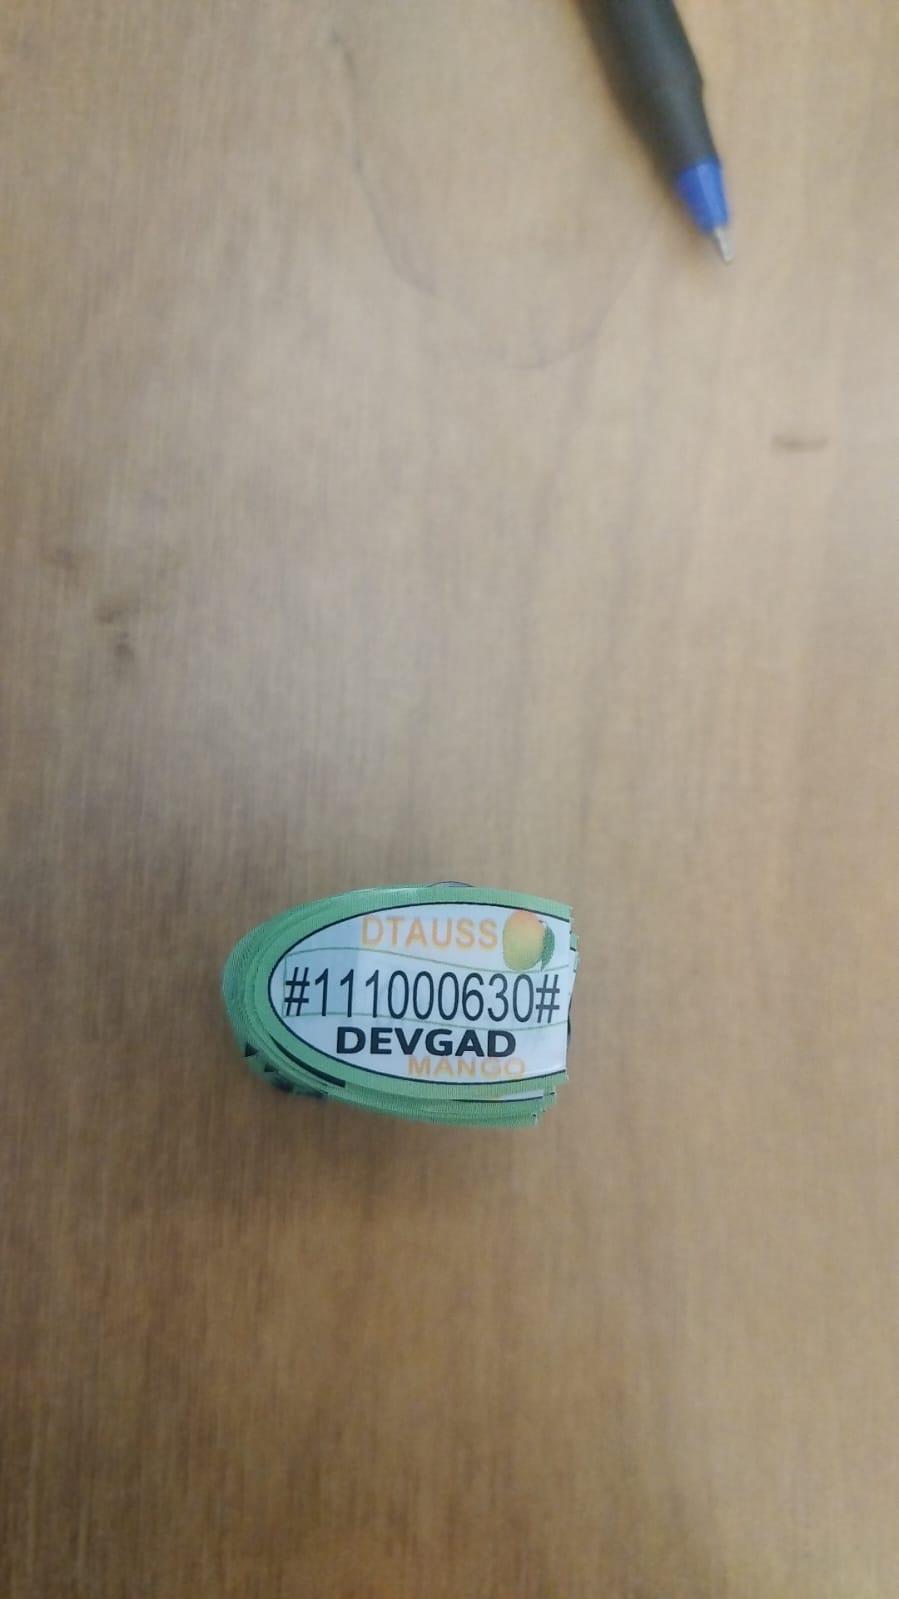 DTAUSS
#111000630#
DEVGAD
MANGO